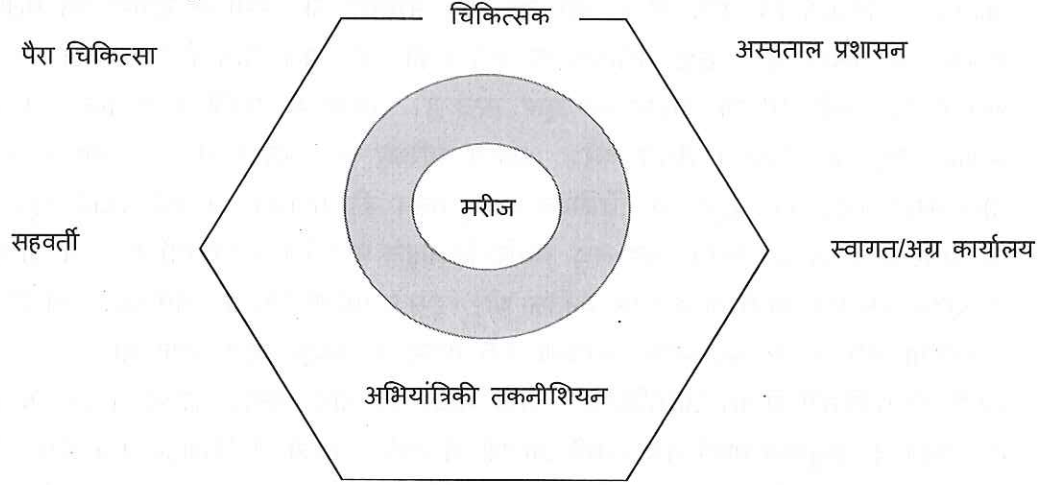 चिकित्सक
पैरा चिकित्सा
अस्पताल प्रशासन
मरीज
सहवर्ती
स्वागत/अग्र कार्यालय
अभियांत्रिकी तकनीशियन